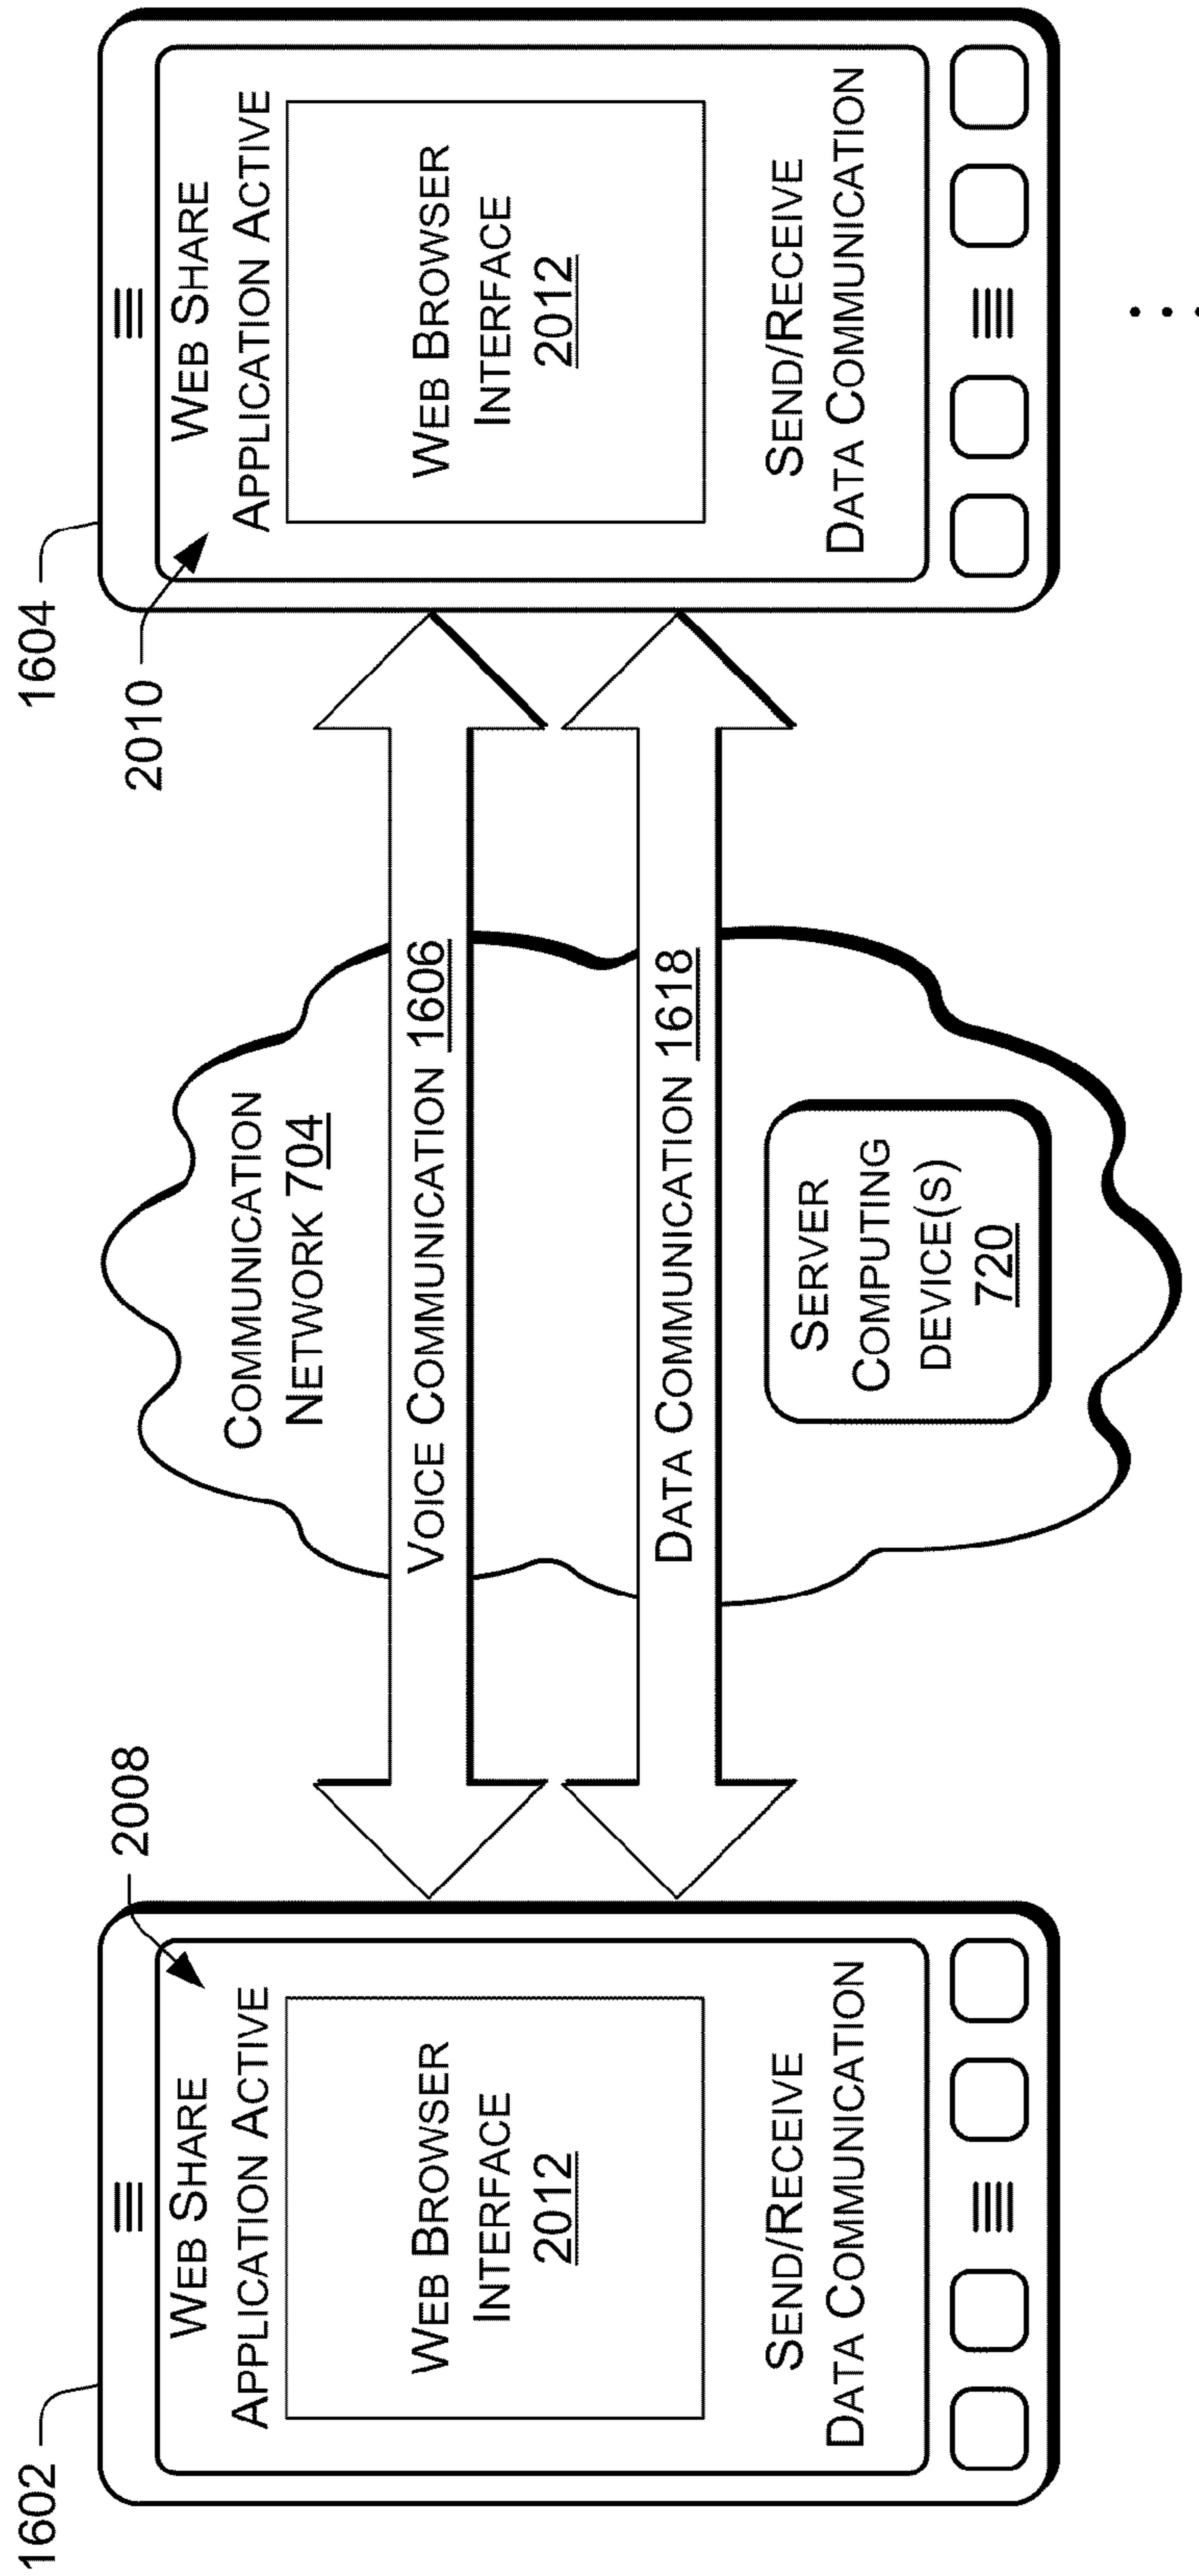 1602
2008
WEB SHARE
APPLICATION ACTIVE
WEB BROWSER
INTERFACE
2012
SEND/RECEIVE
DATA COMMUNICATION
COMMUNICATION
NETWORK 704
VOICE COMMUNICATION 1606
DATA COMMUNICATION 1618
SERVER
COMPUTING
DEVICE(S)
720
1604
2010
WEB SHARE
APPLICATION ACTIVE
WEB BROWSER
INTERFACE
2012
SEND/RECEIVE
DATA COMMUNICATION